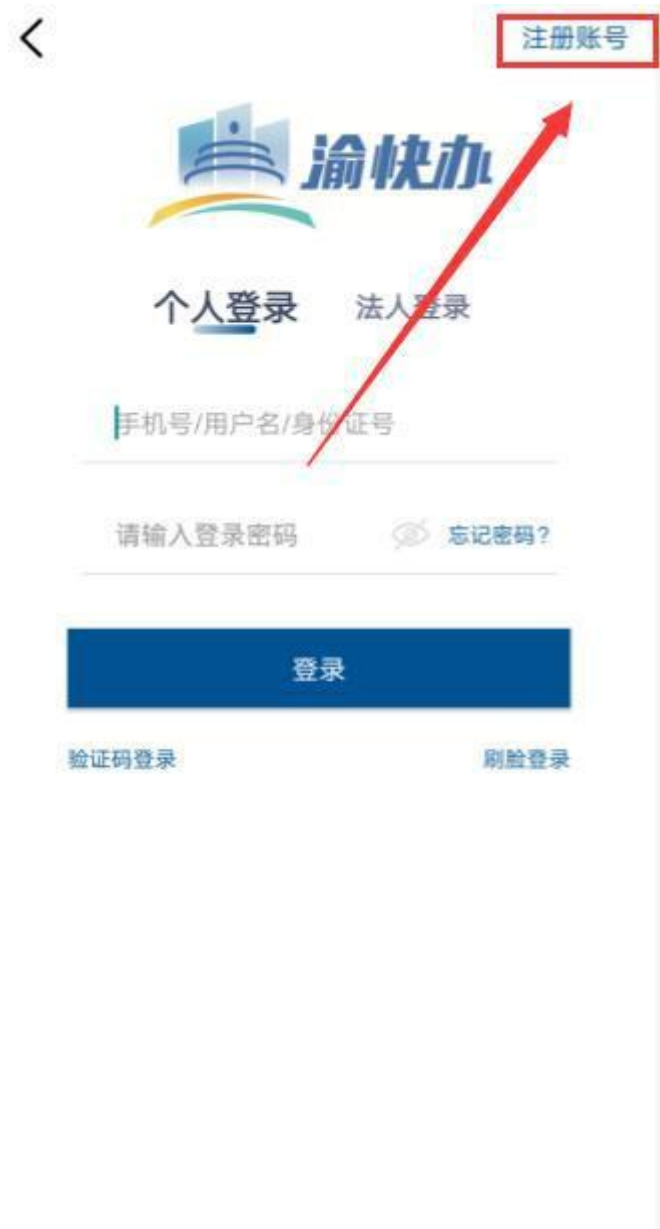 注册账号
渝快办
个人登录 法人登录
手机号/用户名/身份证号
请输入登录密码 忘记密码?
登录
验证码登录 刷脸登录